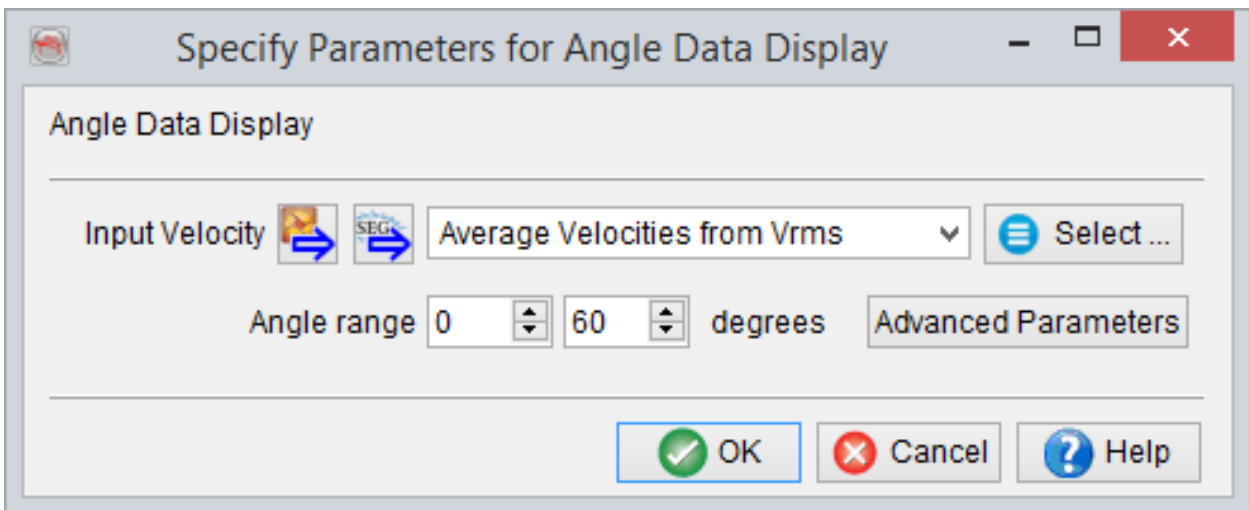 Specify Parameters for Angle Data Display
Angle Data Display
Input Velocity SEG Average Velocities from Vrms Select ...
Angle range 0 60 degrees Advanced Parameters
OK Cancel Help